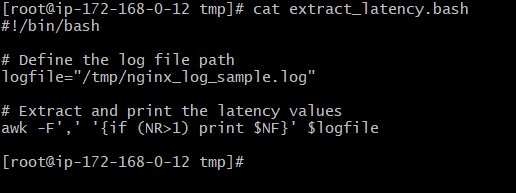 [root@ip-172-168-0-12 tmp]# cat extract_latency.bash
#!/bin/bash
# Define the log file path
logfile="/tmp/nginx_log_sample.log"
# Extract and print the latency values
awk -F',' '{if (NR>1) print $NF}' $logfile
[root@ip-172-168-0-12 tmp]#